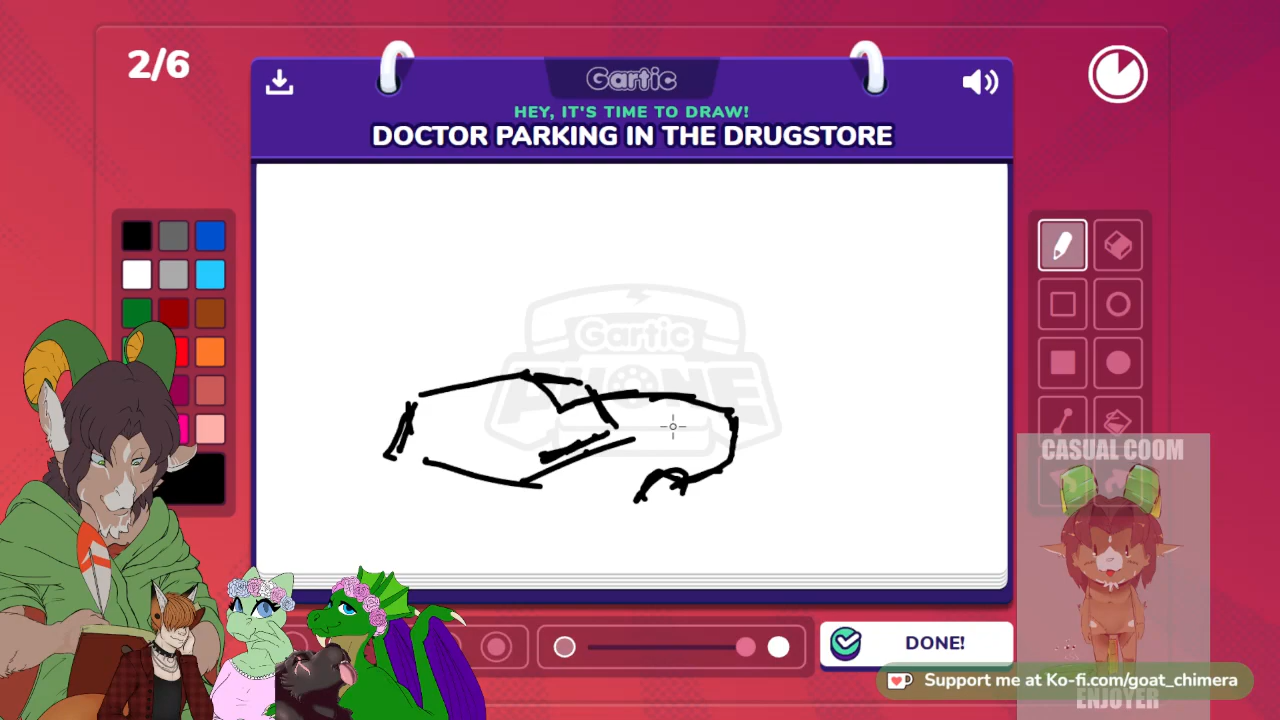 2/6
Gartic
HEY, IT'S TIME TO DRAW!
DOCTOR PARKING IN THE DRUGSTORE
Gartic
PHONE
CASUAL COOM
DONE!
Support me at Ko-fi.com/goat_chimera
ENJOYER